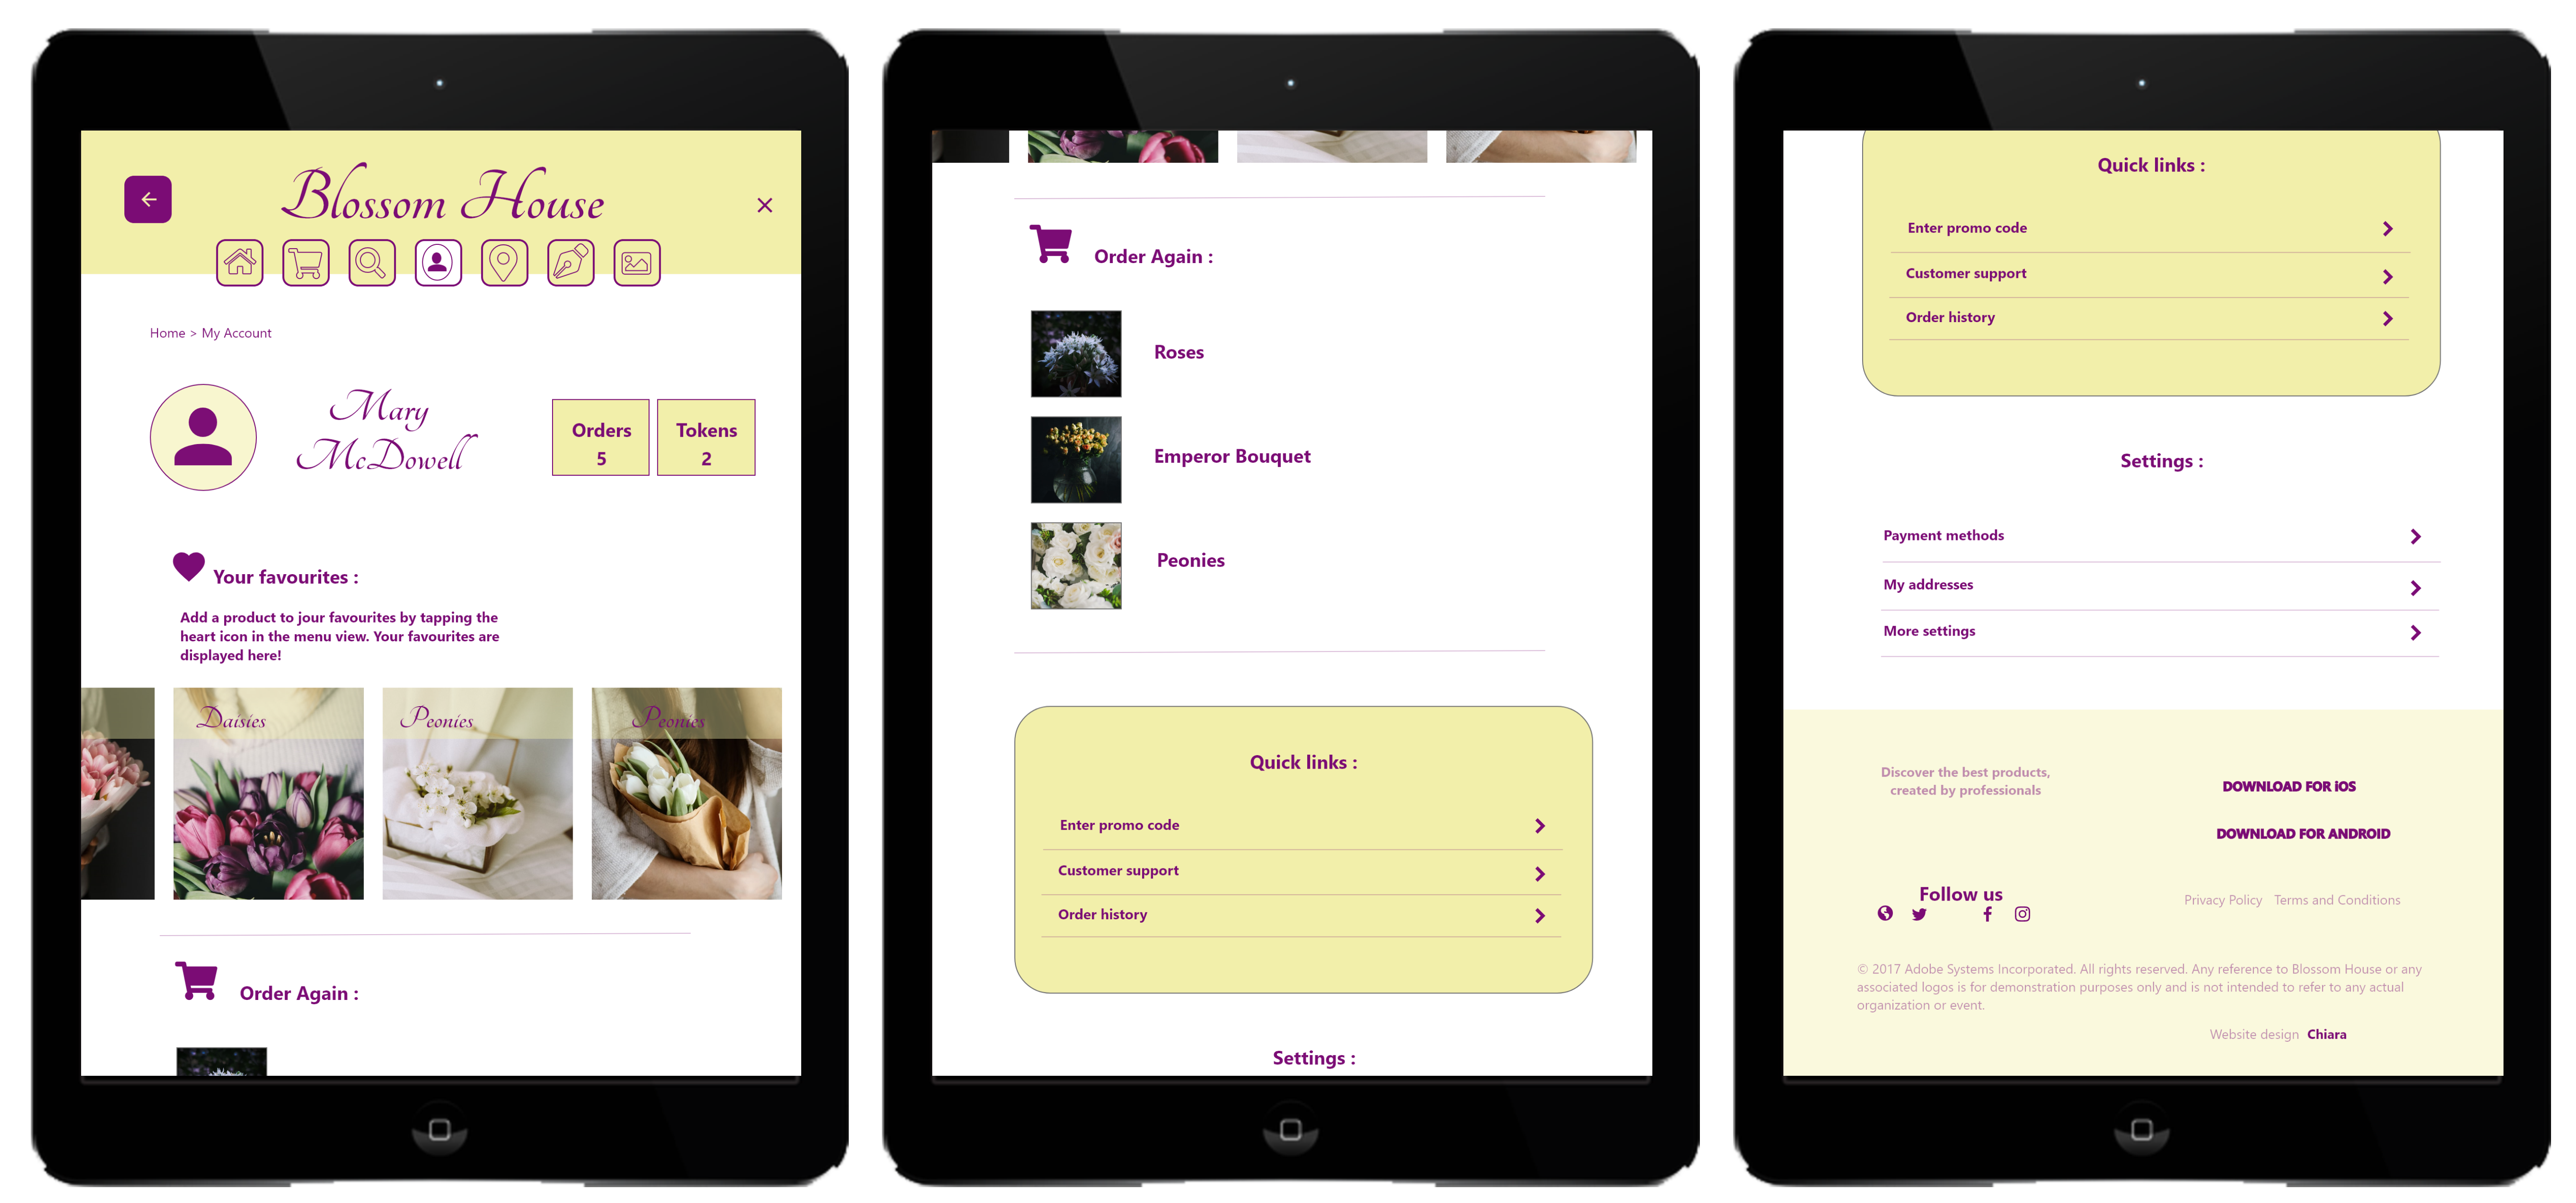 Blossom House
Home > My Account
Mary
McDowell
Orders
5
Tokens
2
Your favourites :
Add a product to jour favourites by tapping the
heart icon in the menu view. Your favourites are
displayed here!
Daisies
Peonies
Peonies
Order Again :
Order Again :
Roses
Emperor Bouquet
Peonies
Quick links :
Enter promo code
Customer support
Order history
Settings :
Quick links :
Enter promo code
Customer support
Order history
Settings :
Payment methods
My addresses
More settings
Discover the best products,
created by professionals
DOWNLOAD FOR iOS
DOWNLOAD FOR ANDROID
Follow us
Privacy Policy Terms and Conditions
© 2017 Adobe Systems Incorporated. All rights reserved. Any reference to Blossom House or any
associated logos is for demonstration purposes only and is not intended to refer to any actual
organization or event.
Website design Chiara